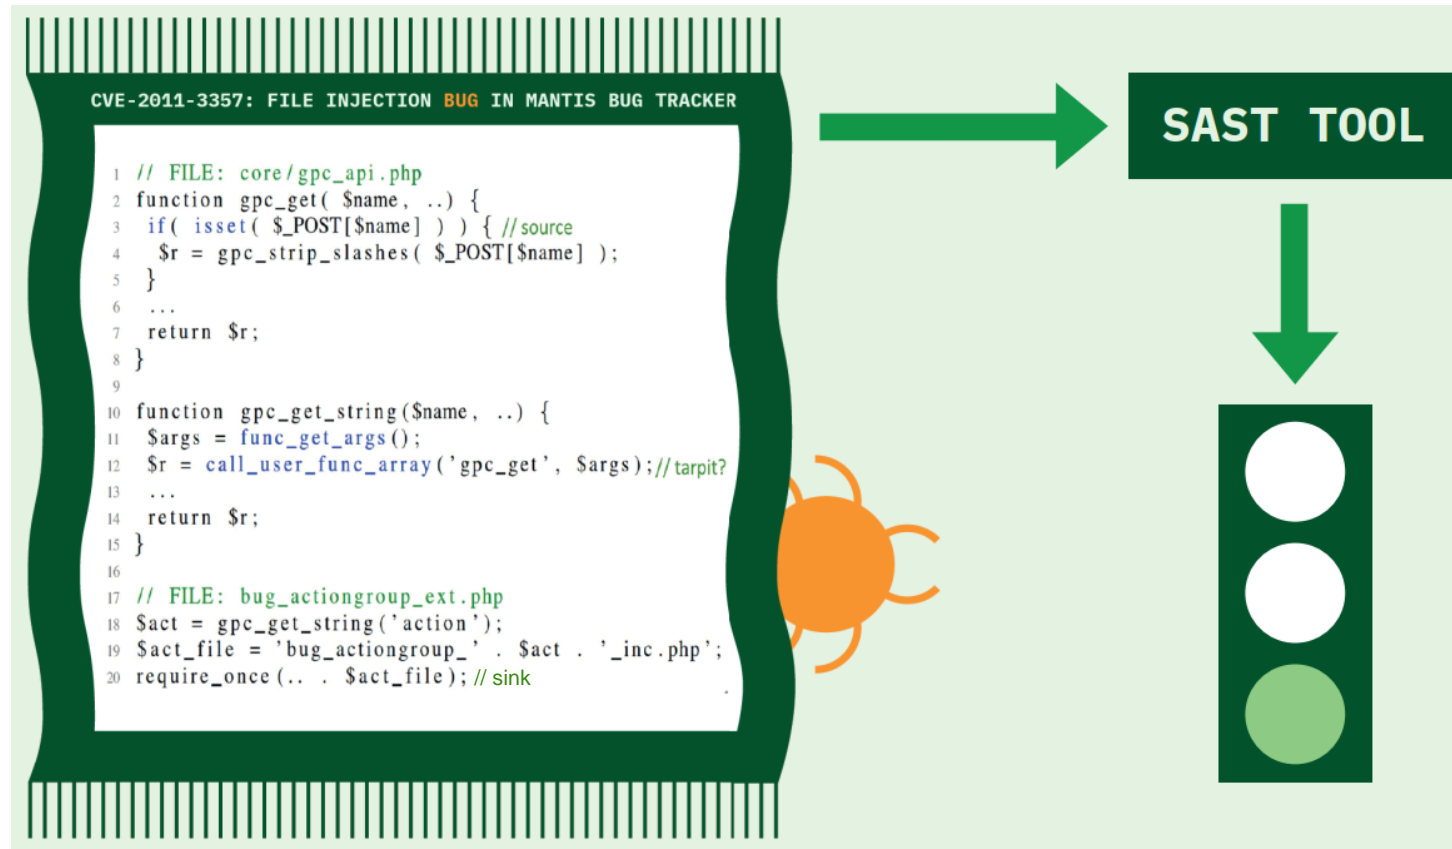 CVE-2011-3357: FILE INJECTION BUG IN MANTIS BUG TRACKER
1 // FILE: core/gpc_api.php
2 function gpc_get( $name, ..) {
3 if( isset( $_POST[$name] ) ) { // source
4 $r = gpc_strip_slashes( $_POST[$name] );
5 }
6 ...
7 return $r;
8 }
9
10 function gpc_get_string($name, ..) {
11 $args = func_get_args();
12 $r = call_user_func_array('gpc_get', $args);// tarpit?
13 ...
14 return $r;
15 }
16
17 // FILE: bug_actiongroup_ext.php
18 $act = gpc_get_string('action');
19 $act_file = 'bug_actiongroup_' . $act . '_inc.php';
20 require_once(.. . $act_file); // sink
SAST TOOL